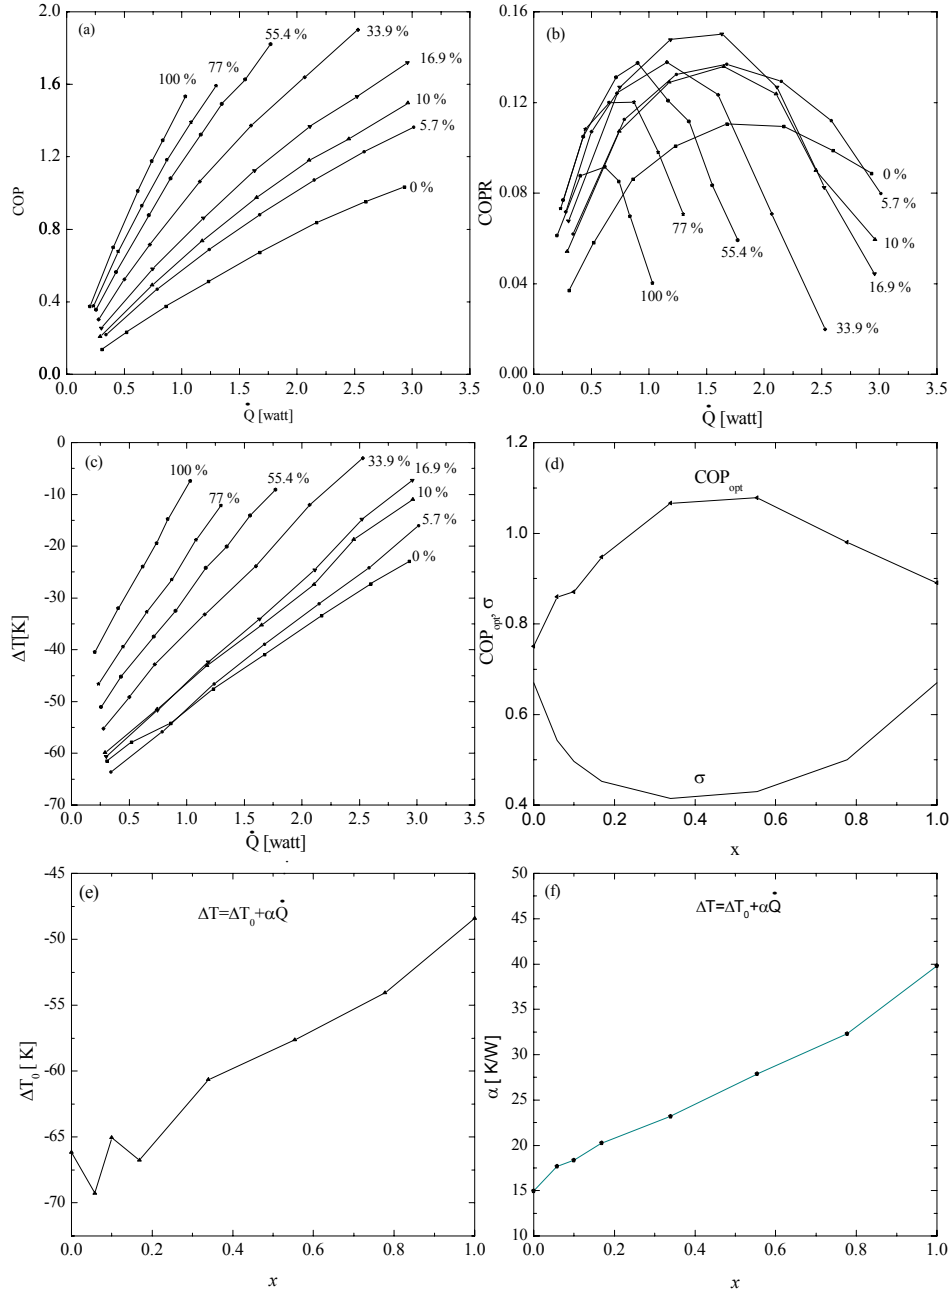 (a)
100 %
77 %
55.4 %
33.9 %
16.9 %
10 %
5.7 %
0 %
2.0
1.6
1.2
0.8
0.4
0.0
COP
0.0 0.5 1.0 1.5 2.0 2.5 3.0 3.5
Q̇ [watt]
(b)
0 %
5.7 %
10 %
16.9 %
33.9 %
55.4 %
77 %
100 %
0.16
0.12
0.08
0.04
0.00
COPR
0.0 0.5 1.0 1.5 2.0 2.5 3.0 3.5
Q̇ [watt]
(c)
100 %
77 %
55.4 %
33.9 %
16.9 %
10 %
5.7 %
0 %
0
-10
-20
-30
-40
-50
-60
-70
ΔT[K]
0.0 0.5 1.0 1.5 2.0 2.5 3.0 3.5
Q̇ [watt]
(d)
COPopt
σ
1.2
1.0
0.8
0.6
0.4
COPopt, σ
0.0 0.2 0.4 0.6 0.8 1.0
x
(e)
ΔT=ΔT₀+αQ̇
-45
-50
-55
-60
-65
-70
ΔT₀ [ K]
0.0 0.2 0.4 0.6 0.8 1.0
x
(f)
ΔT=ΔT₀+αQ̇
50
45
40
35
30
25
20
15
10
α [ K/W]
0.0 0.2 0.4 0.6 0.8 1.0
x